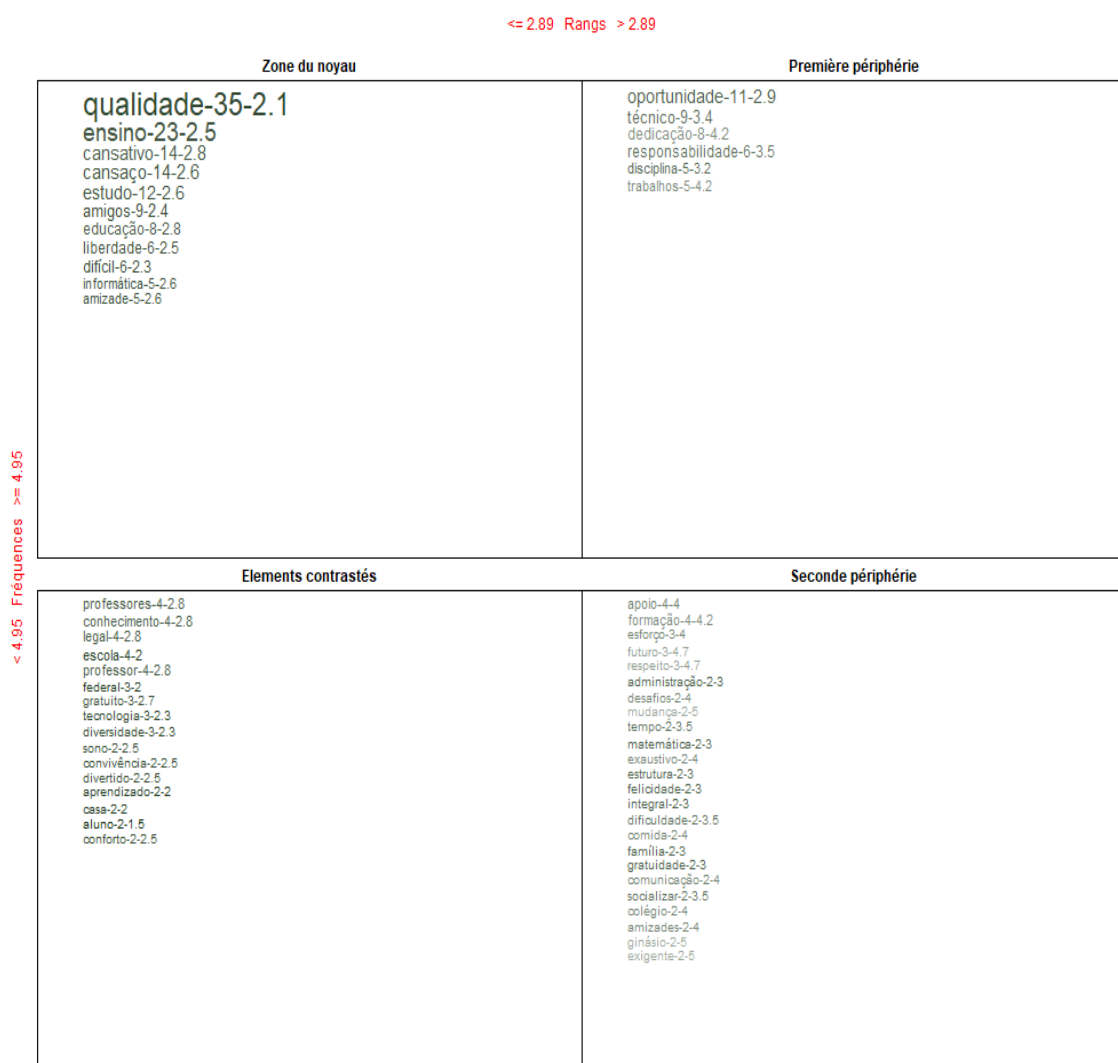 <= 2.89 Rangs > 2.89
Zone du noyau
qualidade-35-2.1
ensino-23-2.5
cansativo-14-2.8
cansaço-14-2.6
estudo-12-2.6
amigos-9-2.4
educação-8-2.8
liberdade-6-2.5
difícil-6-2.3
informática-5-2.6
amizade-5-2.6
Première périphérie
oportunidade-11-2.9
técnico-9-3.4
dedicação-8-4.2
responsabilidade-6-3.5
disciplina-5-3.2
trabalhos-5-4.2
< 4.95 Fréquences >= 4.95
Elements contrastés
professores-4-2.8
conhecimento-4-2.8
legal-4-2.8
escola-4-2
professor-4-2.8
federal-3-2
gratuito-3-2.7
tecnologia-3-2.3
diversidade-3-2.3
sono-2-2.5
convivência-2-2.5
divertido-2-2.5
aprendizado-2-2
casa-2-2
aluno-2-1.5
conforto-2-2.5
Seconde périphérie
apoio-4-4
formação-4-4.2
esforço-3-4
futuro-3-4.7
respeito-3-4.7
administração-2-3
desafios-2-4
mudança-2-5
tempo-2-3.5
matemática-2-3
exaustivo-2-4
estrutura-2-3
felicidade-2-3
integral-2-3
dificuldade-2-3.5
comida-2-4
família-2-3
gratuidade-2-3
comunicação-2-4
socializar-2-3.5
colégio-2-4
amizades-2-4
ginásio-2-5
exigente-2-5